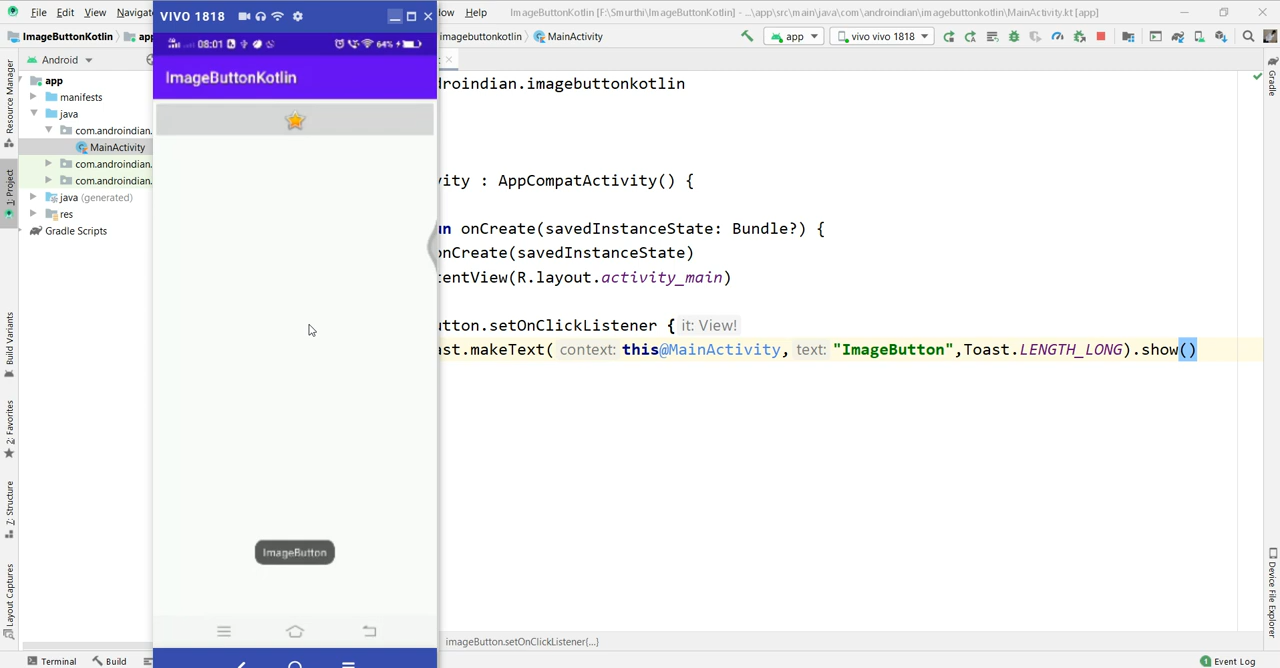 File Edit View Navigat
dow Help
ImageButtonKotlin [F:\Smurthi\ImageButtonKotlin] - ...\app\src\main\java\com\androindian\imagebuttonkotlin\MainActivity.kt [app]
ImageButtonKotlin
app
imagebuttonkotlin
MainActivity
app
vivo vivo 1818
Android
app
manifests
java
com.androindian.
MainActivity
com.androindian.
com.androindian.
java (generated)
res
Gradle Scripts
Resource Manager
1: Project
Build Variants
2: Favorites
7: Structure
Layout Captures
VIVO 1818
08:01
64%
ImageButtonKotlin
ImageButton
droindian.imagebuttonkotlin
vity : AppCompatActivity() {
un onCreate(savedInstanceState: Bundle?) {
onCreate(savedInstanceState)
tentView(R.layout.activity_main)
utton.setOnClickListener { it: View!
ast.makeText( context: this@MainActivity, text: "ImageButton",Toast.LENGTH_LONG).show()
imageButton.setOnClickListener{...}
Gradle
Device File Explorer
Terminal
Build
1 Event Log